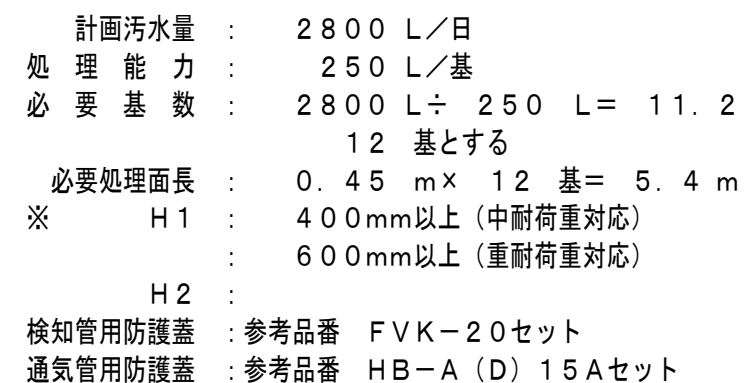 計画汚水量 : 2800 L/日
処理能力 : 250 L/基
必要基数 : 2800 L÷ 250 L= 11.2
12 基とする
必要処理面長 : 0.45 m× 12 基= 5.4 m
※ H1 : 400mm以上(中耐荷重対応)
: 600mm以上(重耐荷重対応)
H2 :
検知管用防護蓋 :参考品番 FVK-20セット
通気管用防護蓋 :参考品番 HB-A(D)15Aセット